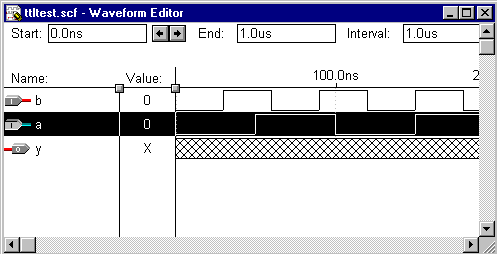 ttltest.scf - Waveform Editor
Start: 0.0ns End: 1.0us Interval: 1.0us
Name: Value: 100.0ns 2
I b 0
I a 0
O y X